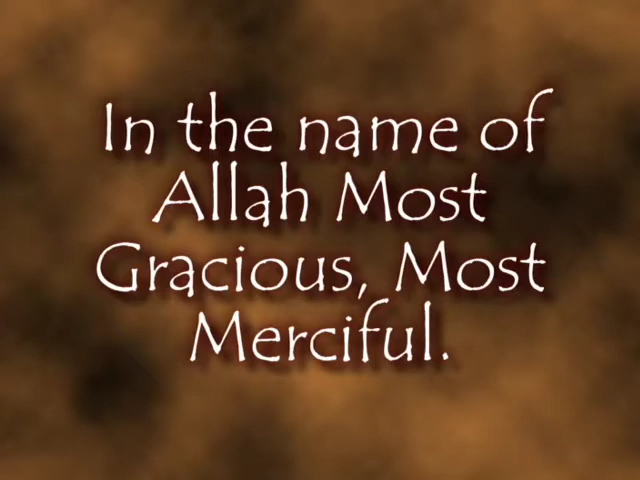 In the name of
Allah Most
Gracious, Most
Merciful.